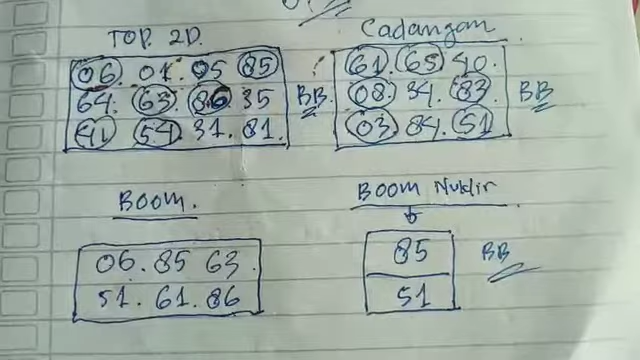 TOP. 2D.
06. 01. 05 85
64. 63. 86 35 BB.
41 54. 31. 81.
Cadangan
61. 65. 40.
08. 34. 83. BB
03. 84. 51
BOOM.
06. 85 63.
51. 61. 86
BOOM Nuklir
85 BB
51